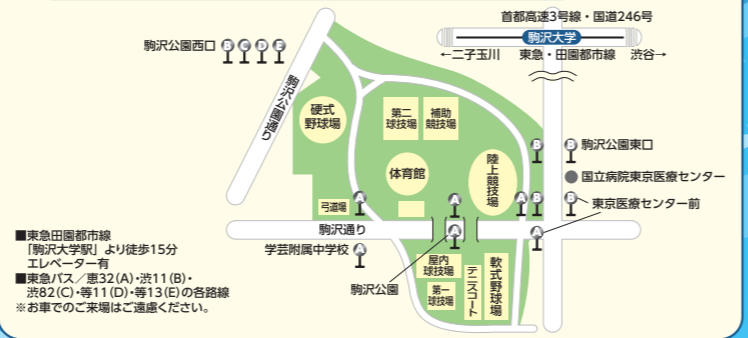 首都高速3号線・国道246号
駒沢大学
←二子玉川 東急・田園都市線 渋谷→
駒沢公園西口 B C D E
駒沢公園通り
硬式
野球場
第二
球技場
補助
競技場
体育館
陸上競技場
B B 駒沢公園東口
国立病院東京医療センター
弓道場
A
A
A B
B
東京医療センター前
駒沢通り
A
A
学芸附属中学校 A
駒沢公園
屋内
球技場
第一
球技場
テニスコート
軟式野球場
■東急田園都市線
「駒沢大学駅」より徒歩15分
エレベーター有
■東急バス／恵32(A)・渋11(B)・
渋82(C)・等11(D)・等13(E)の各路線
※お車でのご来場はご遠慮ください。